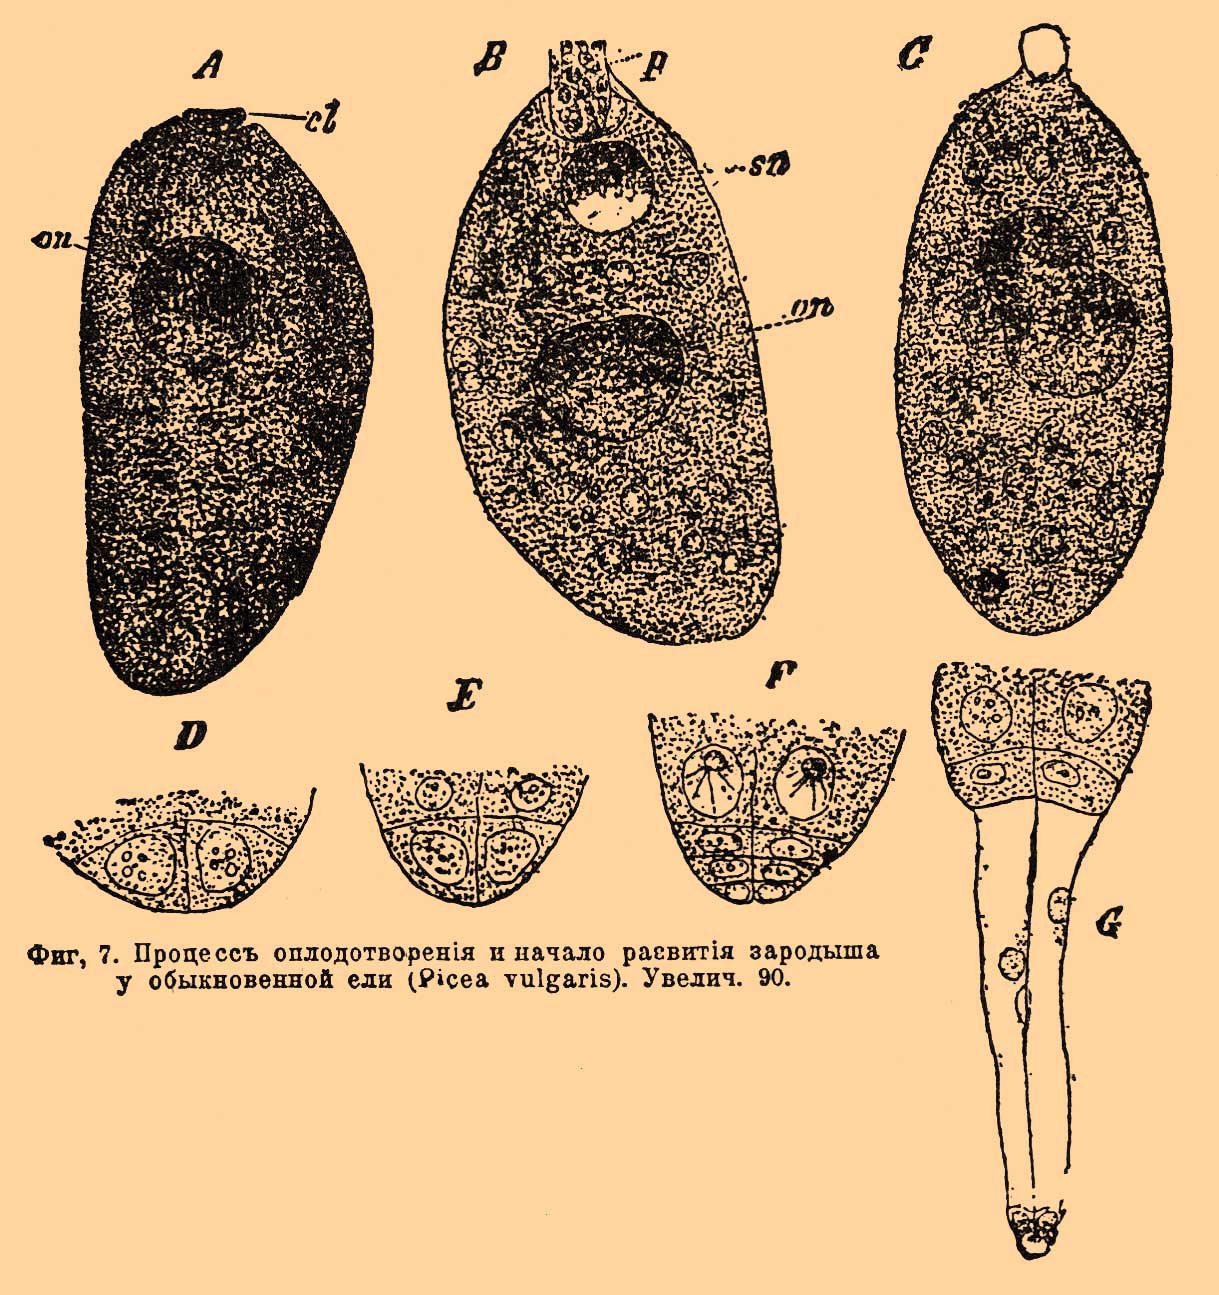 A
B
C
cl
p
sn
on
on
D
E
F
G
Фиг, 7. Процессъ оплодотворенія и начало развитія зародыша
у обыкновенной ели (Picea vulgaris). Увелич. 90.